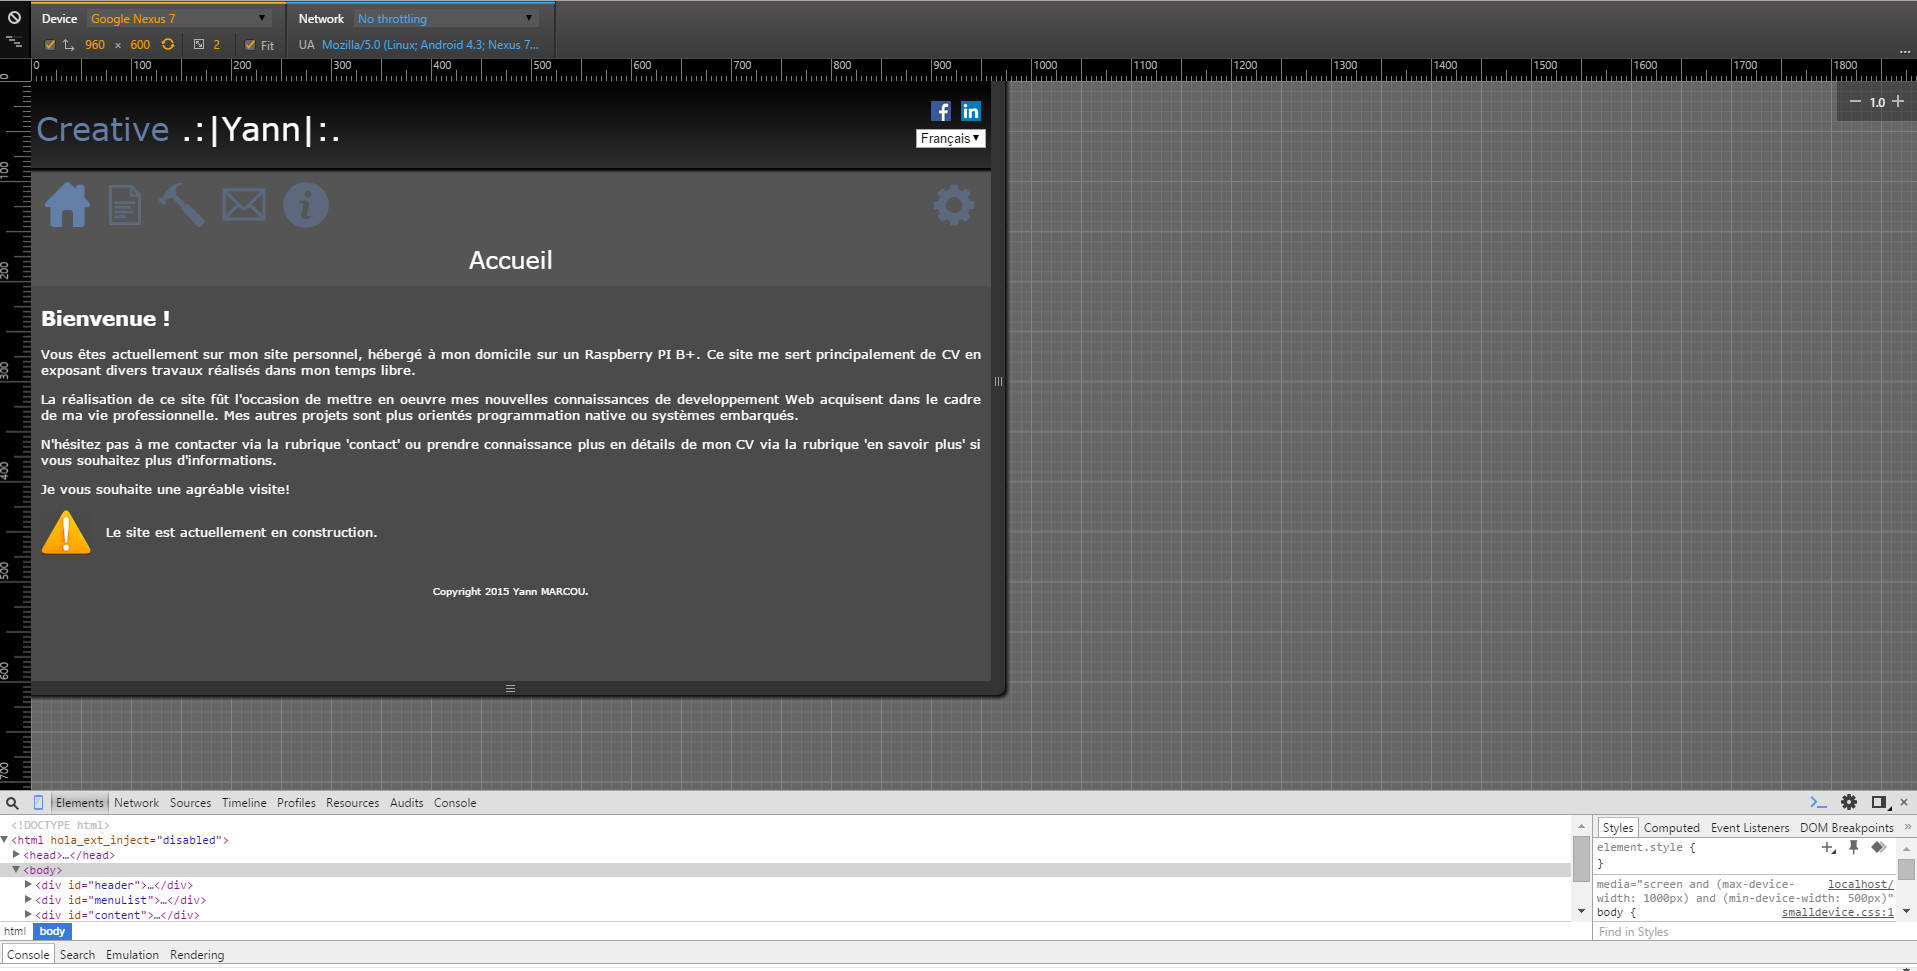 Device Google Nexus 7 Network No throttling
960 × 600 2 Fit UA Mozilla/5.0 (Linux; Android 4.3; Nexus 7...
0 100 200 300 400 500 600 700 800 900 1000 1100 1200 1300 1400 1500 1600 1700 1800
0
100
200
300
400
500
600
700
1.0
Creative .:|Yann|:.
Français
Accueil
Bienvenue !
Vous êtes actuellement sur mon site personnel, hébergé à mon domicile sur un Raspberry PI B+. Ce site me sert principalement de CV en
exposant divers travaux réalisés dans mon temps libre.
La réalisation de ce site fût l'occasion de mettre en oeuvre mes nouvelles connaissances de developpement Web acquisent dans le cadre
de ma vie professionnelle. Mes autres projets sont plus orientés programmation native ou systèmes embarqués.
N'hésitez pas à me contacter via la rubrique 'contact' ou prendre connaissance plus en détails de mon CV via la rubrique 'en savoir plus' si
vous souhaitez plus d'informations.
Je vous souhaite une agréable visite!
Le site est actuellement en construction.
Copyright 2015 Yann MARCOU.
Elements Network Sources Timeline Profiles Resources Audits Console
<!DOCTYPE html>
<html hola_ext_inject="disabled">
<head>…</head>
<body>
<div id="header">…</div>
<div id="menuList">…</div>
<div id="content">…</div>
html body
Styles Computed Event Listeners DOM Breakpoints »
element.style {
}
media="screen and (max-device- localhost/
width: 1000px) and (min-device-width: 500px)"
body { smalldevice.css:1
Find in Styles
Console Search Emulation Rendering